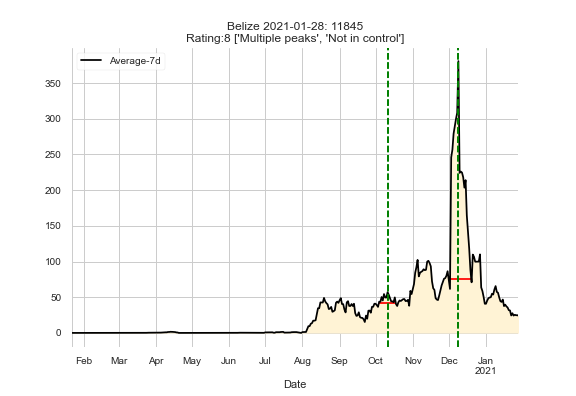 Belize 2021-01-28: 11845
Rating:8 ['Multiple peaks', 'Not in control']
Average-7d
350
300
250
200
150
100
50
0
Feb Mar Apr May Jun Jul Aug Sep Oct Nov Dec Jan
2021
Date